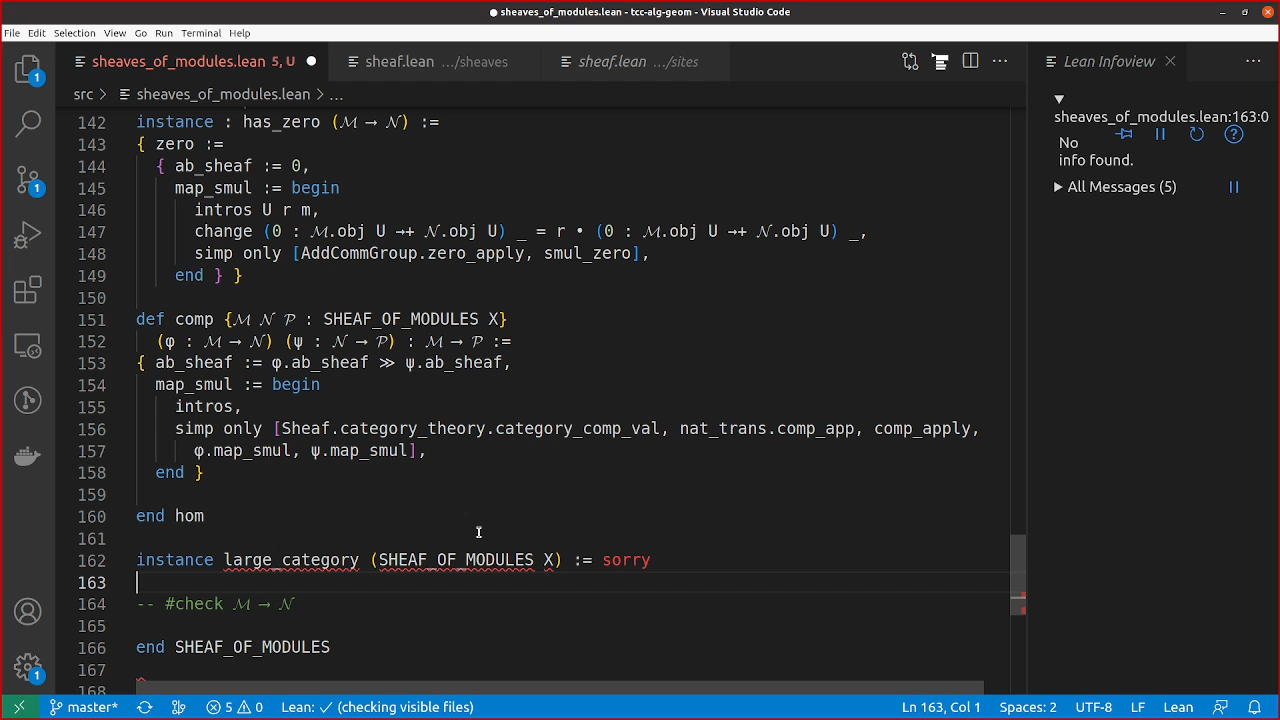 sheaves_of_modules.lean - tcc-alg-geom - Visual Studio Code
File Edit Selection View Go Run Terminal Help
sheaves_of_modules.lean 5, U
sheaf.lean .../sheaves
sheaf.lean .../sites
Lean Infoview
src > sheaves_of_modules.lean > ...
142 instance : has_zero (ℳ ⟶ 𝒩) :=
143 { zero :=
144 { ab_sheaf := 0,
145 map_smul := begin
146 intros U r m,
147 change (0 : ℳ.obj U →+ 𝒩.obj U) _ = r • (0 : ℳ.obj U →+ 𝒩.obj U) _,
148 simp only [AddCommGroup.zero_apply, smul_zero],
149 end } }
150
151 def comp {ℳ 𝒩 𝒫 : SHEAF_OF_MODULES X}
152 (φ : ℳ ⟶ 𝒩) (ψ : 𝒩 ⟶ 𝒫) : ℳ ⟶ 𝒫 :=
153 { ab_sheaf := φ.ab_sheaf ≫ ψ.ab_sheaf,
154 map_smul := begin
155 intros,
156 simp only [Sheaf.category_theory.category_comp_val, nat_trans.comp_app, comp_apply,
157 φ.map_smul, ψ.map_smul],
158 end }
159
160 end hom
161
162 instance large_category (SHEAF_OF_MODULES X) := sorry
163
164 -- #check ℳ ⟶ 𝒩
165
166 end SHEAF_OF_MODULES
167
168
sheaves_of_modules.lean:163:0
No
info found.
All Messages (5)
1
1
1
master* 5 0 Lean: ✓ (checking visible files) Ln 163, Col 1 Spaces: 2 UTF-8 LF Lean